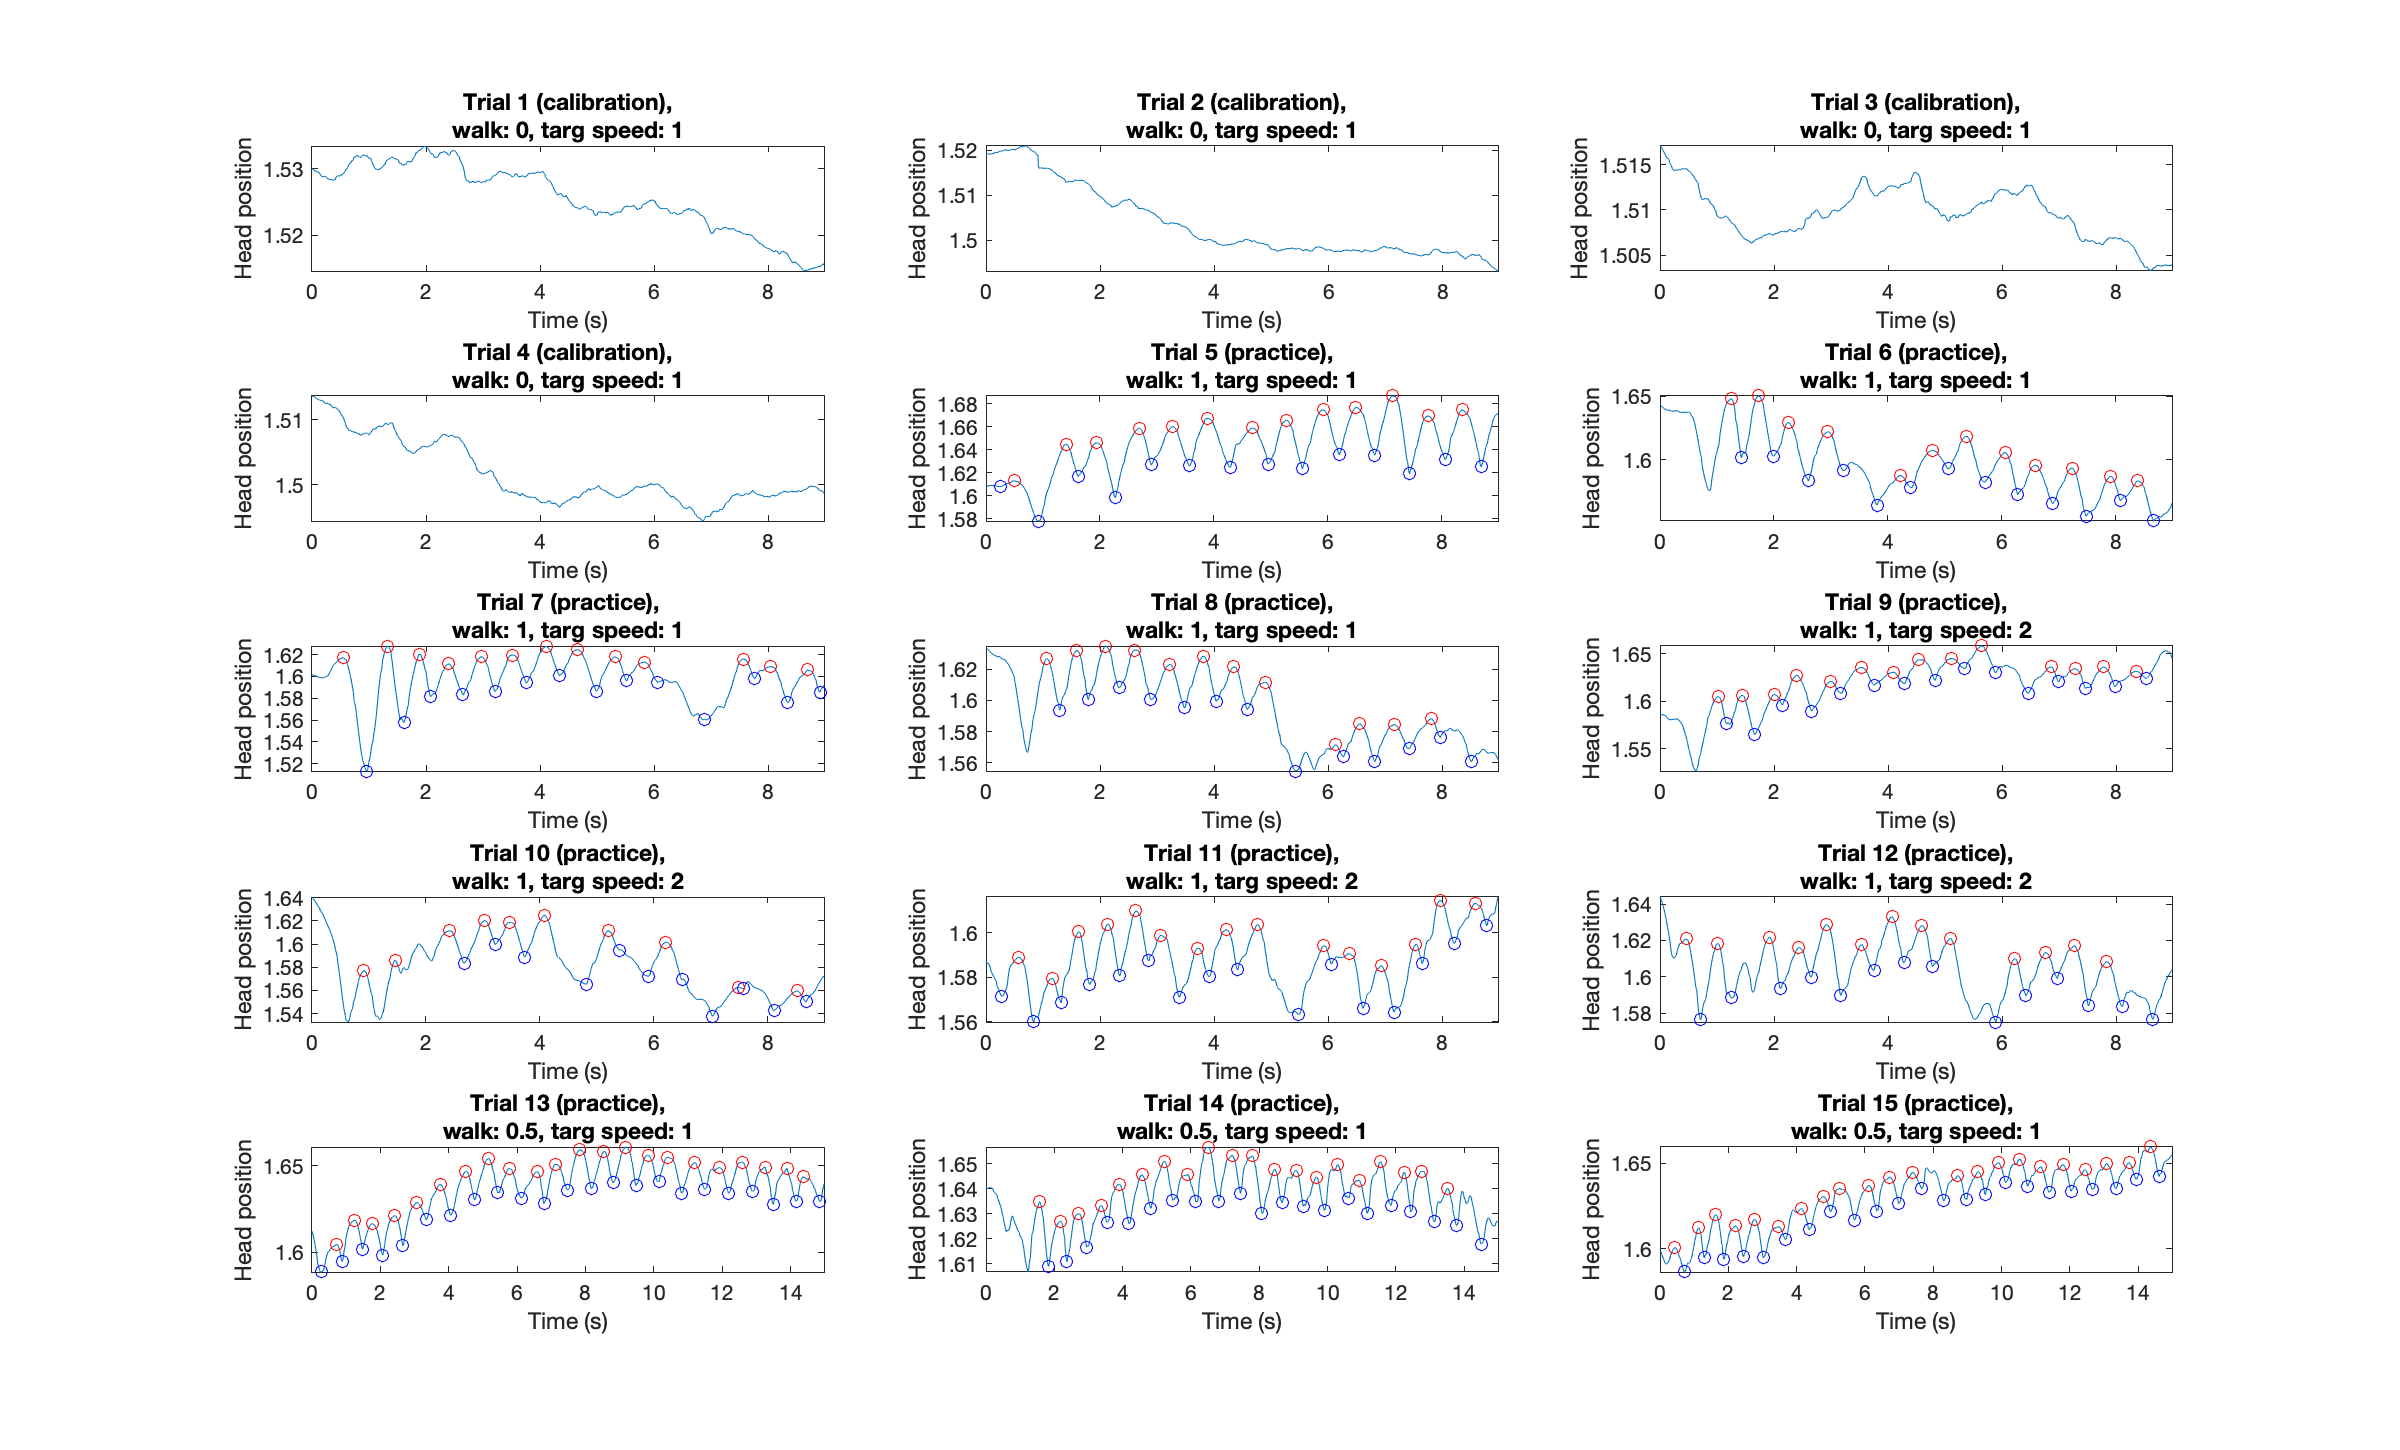 Trial 1 (calibration),
walk: 0, targ speed: 1
Head position
1.53
1.52
0 2 4 6 8
Time (s)
Trial 2 (calibration),
walk: 0, targ speed: 1
Head position
1.52
1.51
1.5
0 2 4 6 8
Time (s)
Trial 3 (calibration),
walk: 0, targ speed: 1
Head position
1.515
1.51
1.505
0 2 4 6 8
Time (s)
Trial 4 (calibration),
walk: 0, targ speed: 1
Head position
1.51
1.5
0 2 4 6 8
Time (s)
Trial 5 (practice),
walk: 1, targ speed: 1
Head position
1.68
1.66
1.64
1.62
1.6
1.58
0 2 4 6 8
Time (s)
Trial 6 (practice),
walk: 1, targ speed: 1
Head position
1.65
1.6
0 2 4 6 8
Time (s)
Trial 7 (practice),
walk: 1, targ speed: 1
Head position
1.62
1.6
1.58
1.56
1.54
1.52
0 2 4 6 8
Time (s)
Trial 8 (practice),
walk: 1, targ speed: 1
Head position
1.62
1.6
1.58
1.56
0 2 4 6 8
Time (s)
Trial 9 (practice),
walk: 1, targ speed: 2
Head position
1.65
1.6
1.55
0 2 4 6 8
Time (s)
Trial 10 (practice),
walk: 1, targ speed: 2
Head position
1.64
1.62
1.6
1.58
1.56
1.54
0 2 4 6 8
Time (s)
Trial 11 (practice),
walk: 1, targ speed: 2
Head position
1.6
1.58
1.56
0 2 4 6 8
Time (s)
Trial 12 (practice),
walk: 1, targ speed: 2
Head position
1.64
1.62
1.6
1.58
0 2 4 6 8
Time (s)
Trial 13 (practice),
walk: 0.5, targ speed: 1
Head position
1.65
1.6
0 2 4 6 8 10 12 14
Time (s)
Trial 14 (practice),
walk: 0.5, targ speed: 1
Head position
1.65
1.64
1.63
1.62
1.61
0 2 4 6 8 10 12 14
Time (s)
Trial 15 (practice),
walk: 0.5, targ speed: 1
Head position
1.65
1.6
0 2 4 6 8 10 12 14
Time (s)